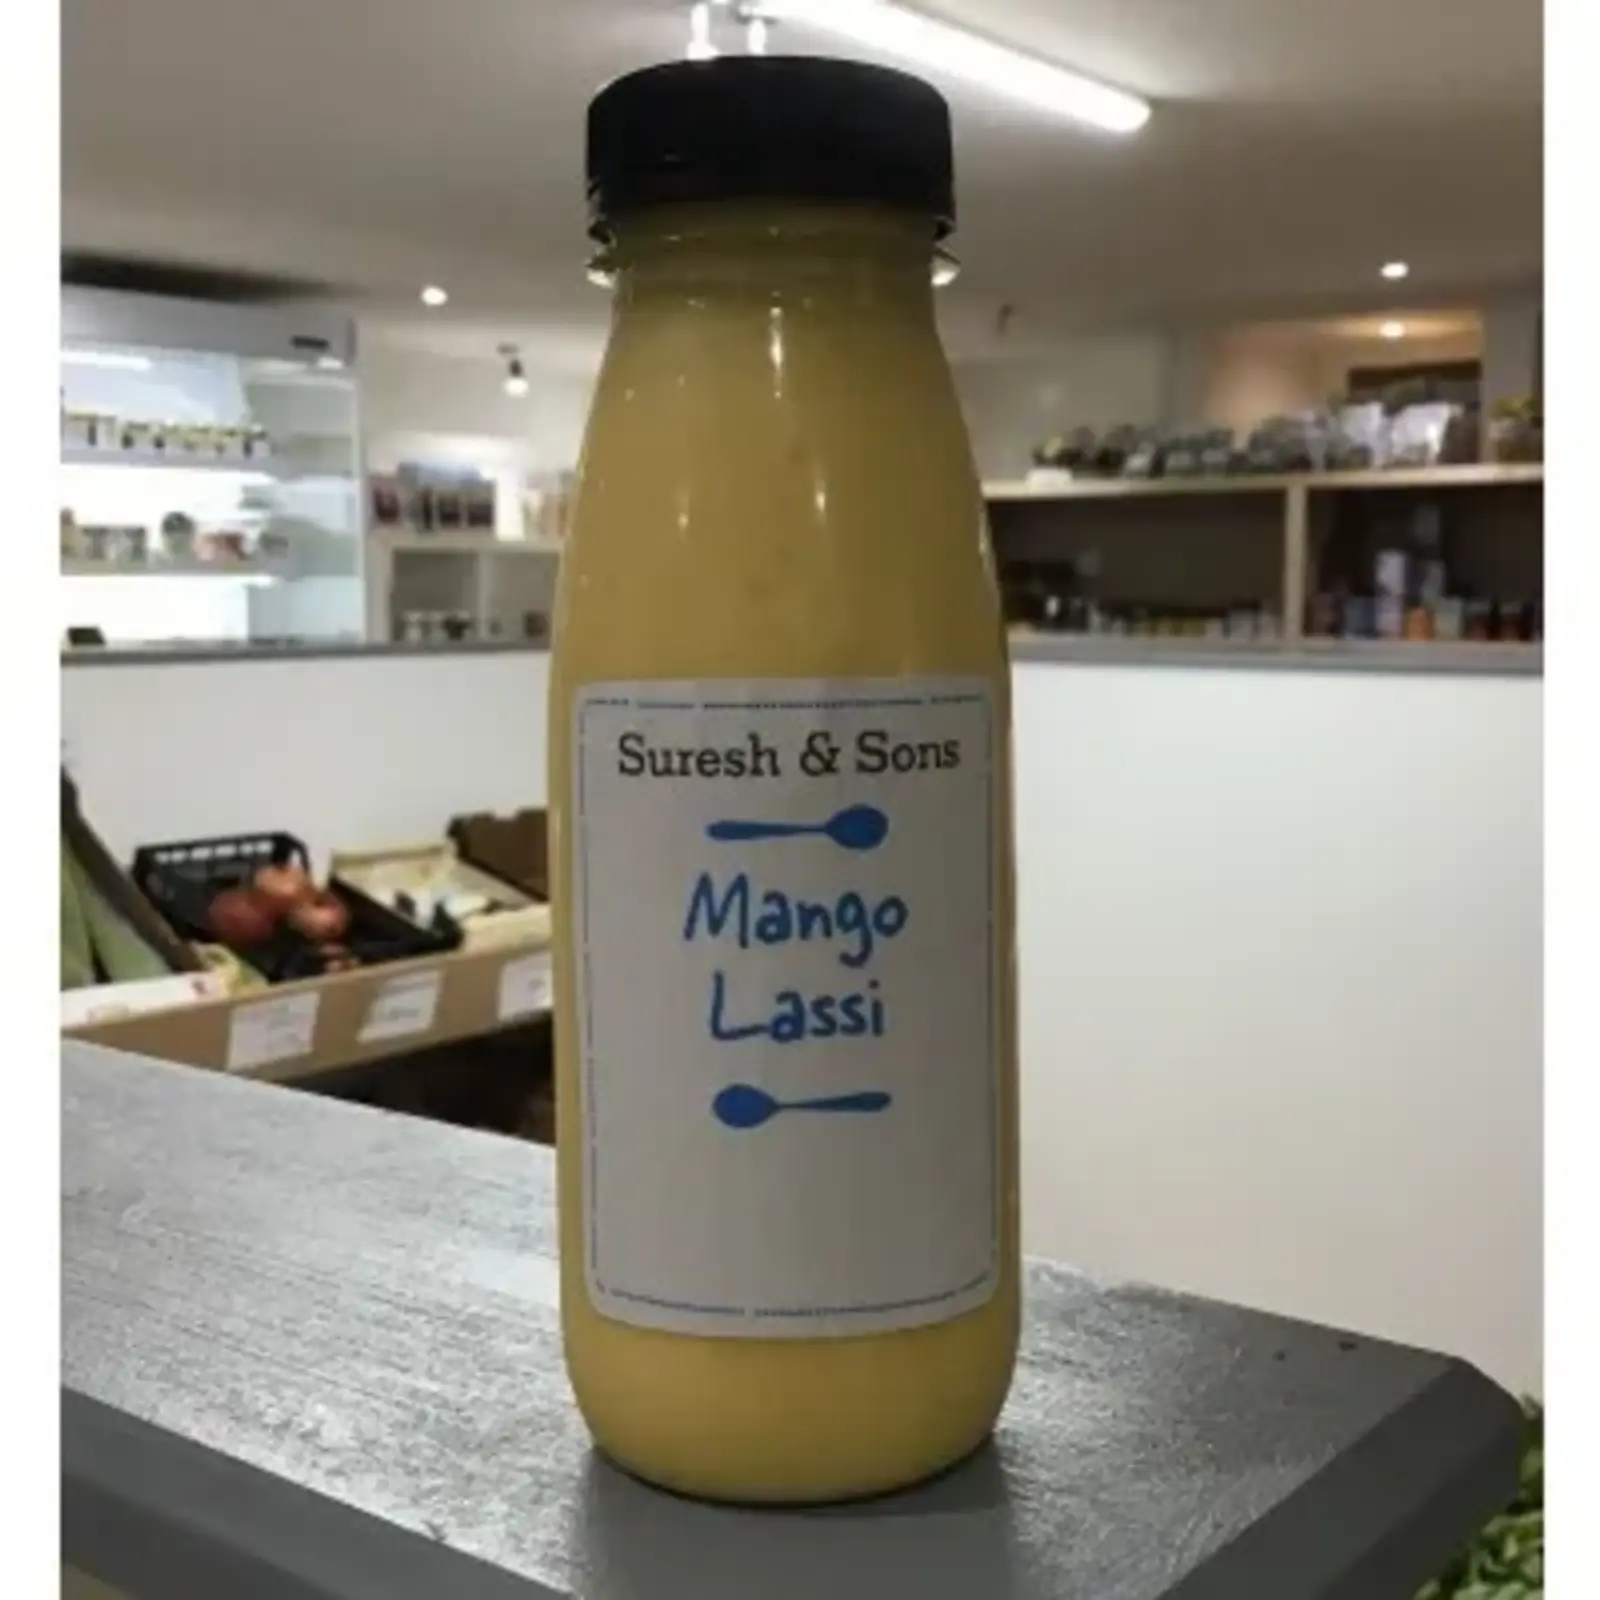 Suresh & Sons
Mango
Lassi